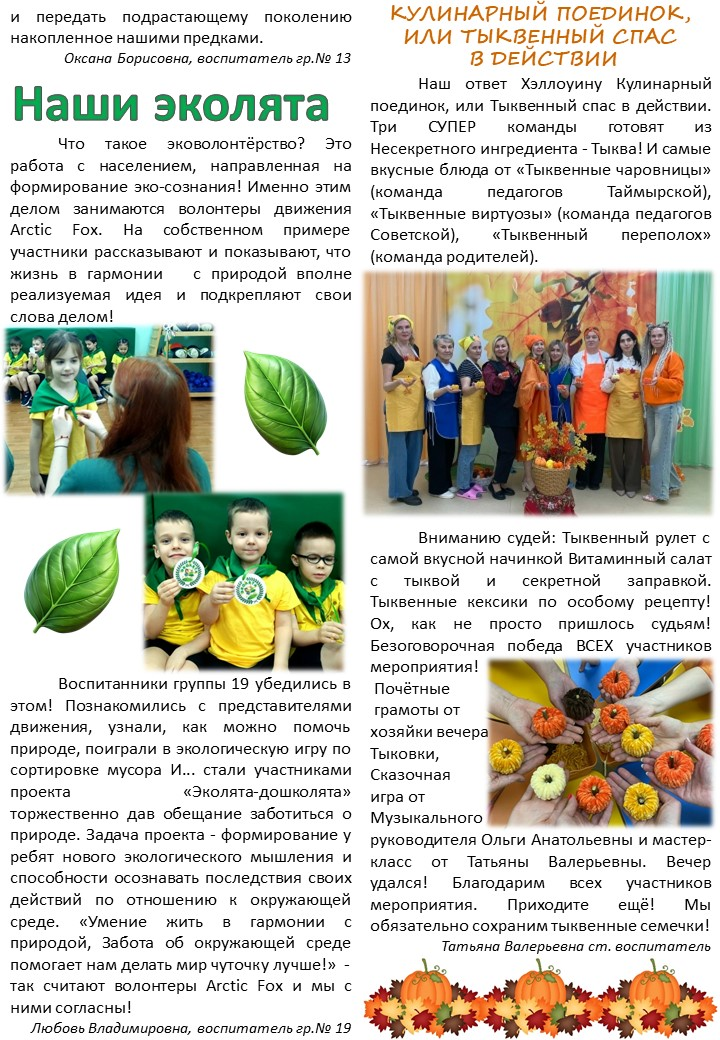 и передать подрастающему поколению
накопленное нашими предками.
Оксана Борисовна, воспитатель гр.№ 13
Наши эколята
Что такое эковолонтёрство? Это
работа с населением, направленная на
формирование эко-сознания! Именно этим
делом занимаются волонтеры движения
Arctic Fox. На собственном примере
участники рассказывают и показывают, что
жизнь в гармонии с природой вполне
реализуемая идея и подкрепляют свои
слова делом!
Воспитанники группы 19 убедились в
этом! Познакомились с представителями
движения, узнали, как можно помочь
природе, поиграли в экологическую игру по
сортировке мусора И... стали участниками
проекта «Эколята-дошколята»
торжественно дав обещание заботиться о
природе. Задача проекта - формирование у
ребят нового экологического мышления и
способности осознавать последствия своих
действий по отношению к окружающей
среде. «Умение жить в гармонии с
природой, Забота об окружающей среде
помогает нам делать мир чуточку лучше!» -
так считают волонтеры Arctic Fox и мы с
ними согласны!
Любовь Владимировна, воспитатель гр.№ 19
КУЛИНАРНЫЙ ПОЕДИНОК,
ИЛИ ТЫКВЕННЫЙ СПАС
В ДЕЙСТВИИ
Наш ответ Хэллоуину Кулинарный
поединок, или Тыквенный спас в действии.
Три СУПЕР команды готовят из
Несекретного ингредиента - Тыква! И самые
вкусные блюда от «Тыквенные чаровницы»
(команда педагогов Таймырской),
«Тыквенные виртуозы» (команда педагогов
Советской), «Тыквенный переполох»
(команда родителей).
Вниманию судей: Тыквенный рулет с
самой вкусной начинкой Витаминный салат
с тыквой и секретной заправкой.
Тыквенные кексики по особому рецепту!
Ох, как не просто пришлось судьям!
Безоговорочная победа ВСЕХ участников
мероприятия!
Почётные
грамоты от
хозяйки вечера
Тыковки,
Сказочная
игра от
Музыкального
руководителя Ольги Анатольевны и мастер-
класс от Татьяны Валерьевны. Вечер
удался! Благодарим всех участников
мероприятия. Приходите ещё! Мы
обязательно сохраним тыквенные семечки!
Татьяна Валерьевна ст. воспитатель